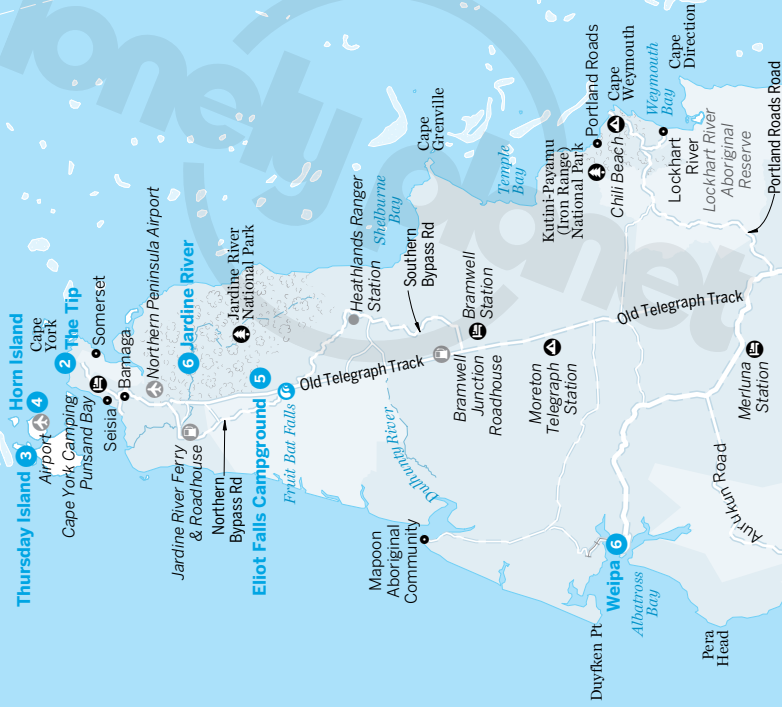 lonely planet
Thursday Island 3
Horn Island
4
Airport
Cape
York
2 The Tip
Cape York Camping
Punsand Bay
Somerset
Seisia
Bamaga
Northern Peninsula Airport
6 Jardine River
Jardine River Ferry
& Roadhouse
Northern
Bypass Rd
Jardine River
National Park
Eliot Falls Campground 5
Fruit Bat Falls
Old Telegraph Track
Heathlands Ranger
Station
Shelburne
Bay
Cape
Grenville
Southern
Bypass Rd
Dulhunty River
Mapoon
Aboriginal
Community
Bramwell
Junction
Roadhouse
Bramwell
Station
Temple
Bay
Moreton
Telegraph
Station
Kutini-Payamu
(Iron Range)
National Park
Portland Roads
Chili Beach
Cape
Weymouth
Weymouth
Bay
Cape
Direction
Lockhart
River
Lockhart River
Aboriginal
Reserve
Old Telegraph Track
Portland Roads Road
Duyfken Pt
Weipa 6
Albatross
Bay
Pera
Head
Aurukun Road
Merluna
Station